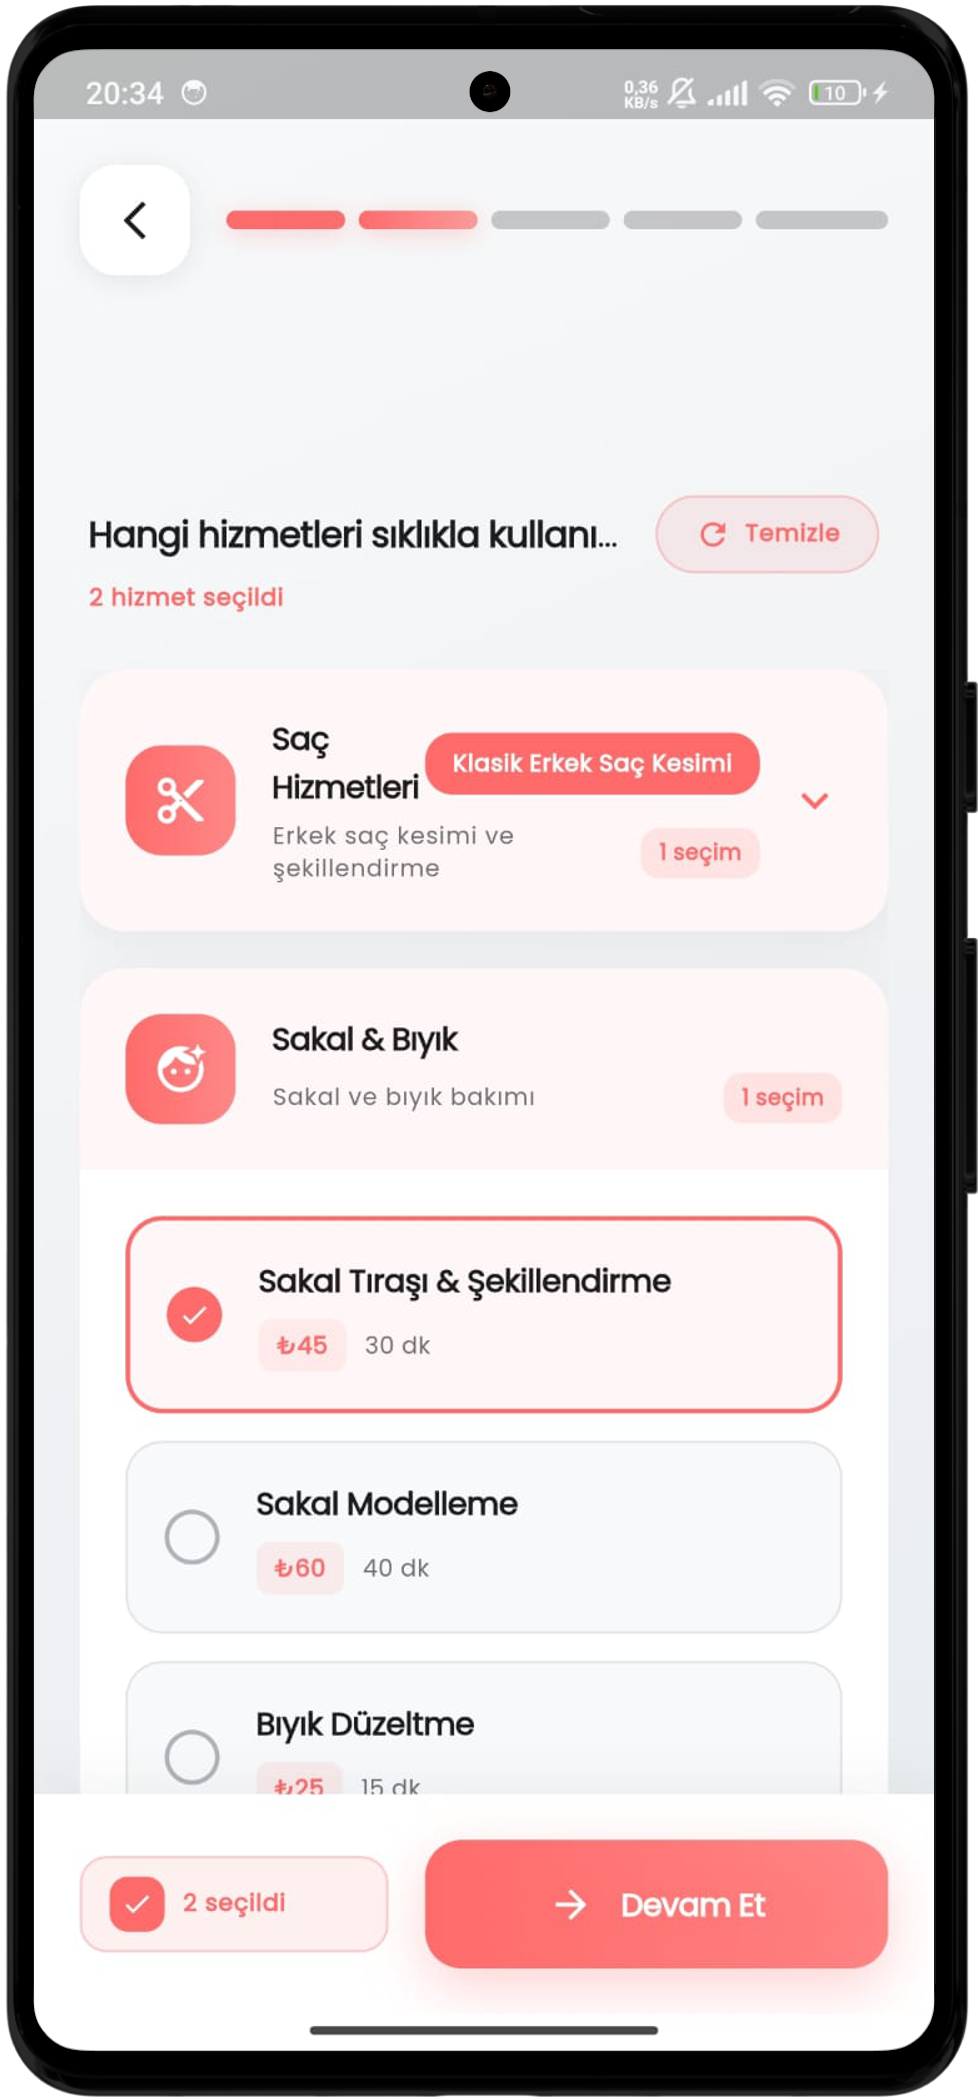 20:34
0,36
KB/s
10
Hangi hizmetleri sıklıkla kullanı...
Temizle
2 hizmet seçildi
Saç
Hizmetleri
Klasik Erkek Saç Kesimi
Erkek saç kesimi ve
şekillendirme
1 seçim
Sakal & Bıyık
Sakal ve bıyık bakımı
1 seçim
Sakal Tıraşı & Şekillendirme
₺45 30 dk
Sakal Modelleme
₺60 40 dk
Bıyık Düzeltme
₺25 15 dk
2 seçildi
Devam Et